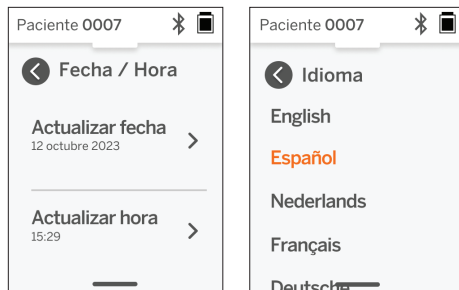 Paciente 0007
Fecha / Hora
Actualizar fecha
12 octubre 2023
Actualizar hora
15:29
Paciente 0007
Idioma
English
Español
Nederlands
Français
Deutsche